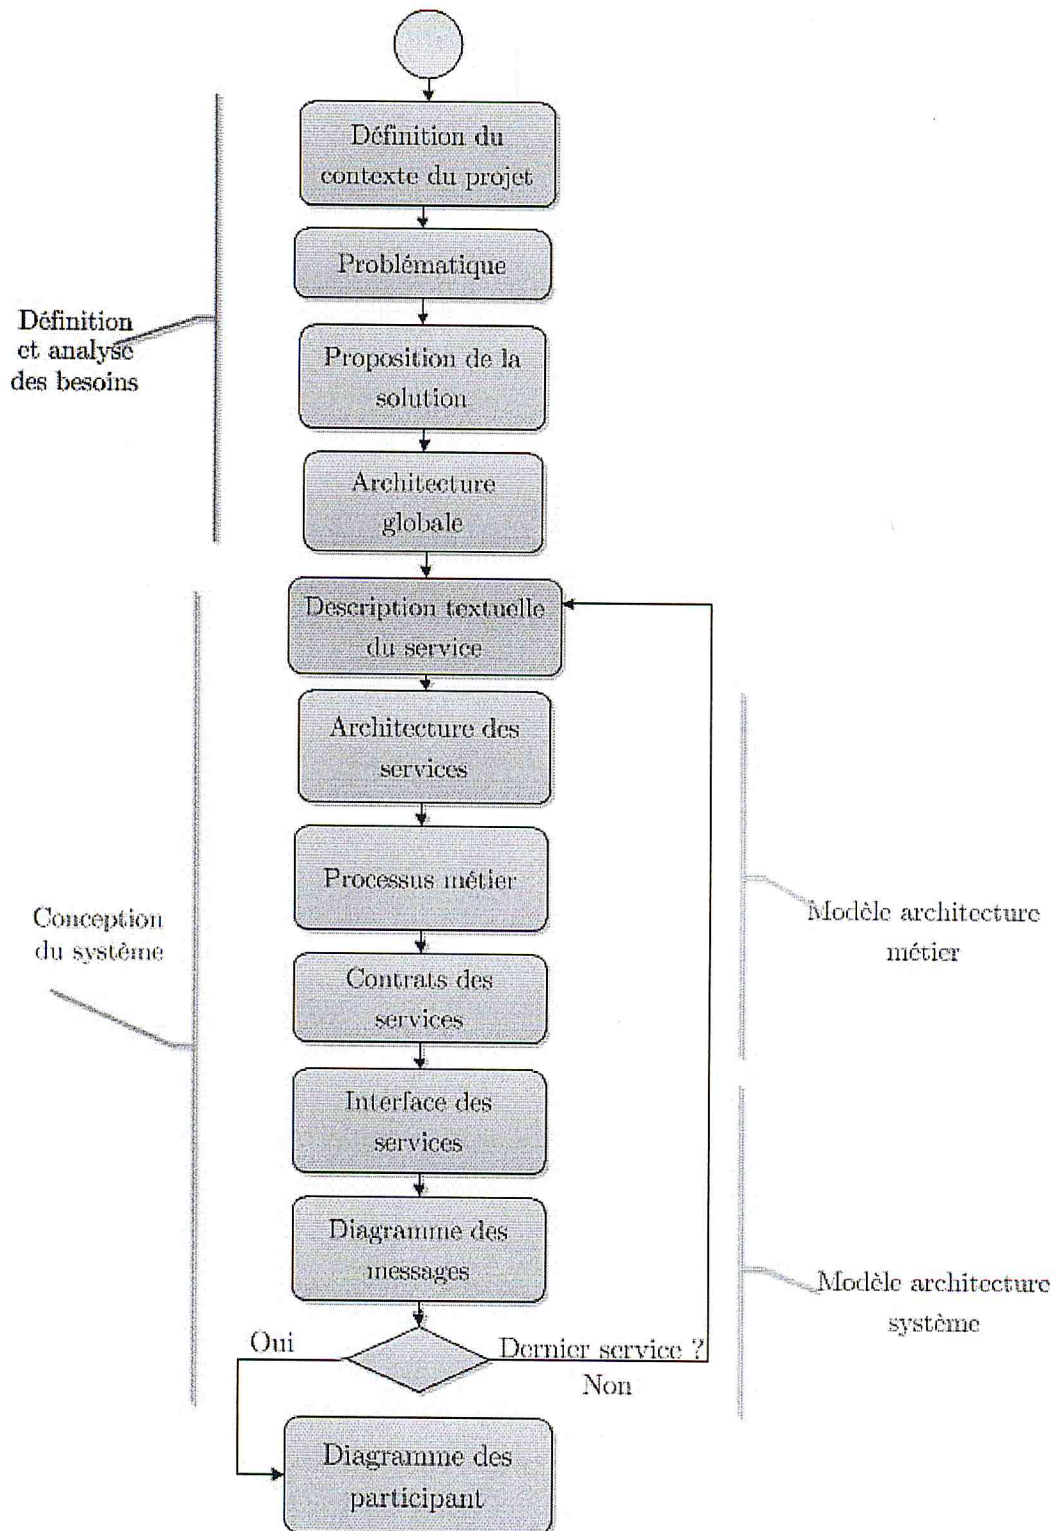 Définition du
contexte du projet
Problématique
Définition
et analyse
des besoins
Proposition de la
solution
Architecture
globale
Description textuelle
du service
Architecture des
services
Processus métier
Conception
du système
Modèle architecture
métier
Contrats des
services
Interface des
services
Diagramme des
messages
Modèle architecture
système
Oui
Dernier service ?
Non
Diagramme des
participant